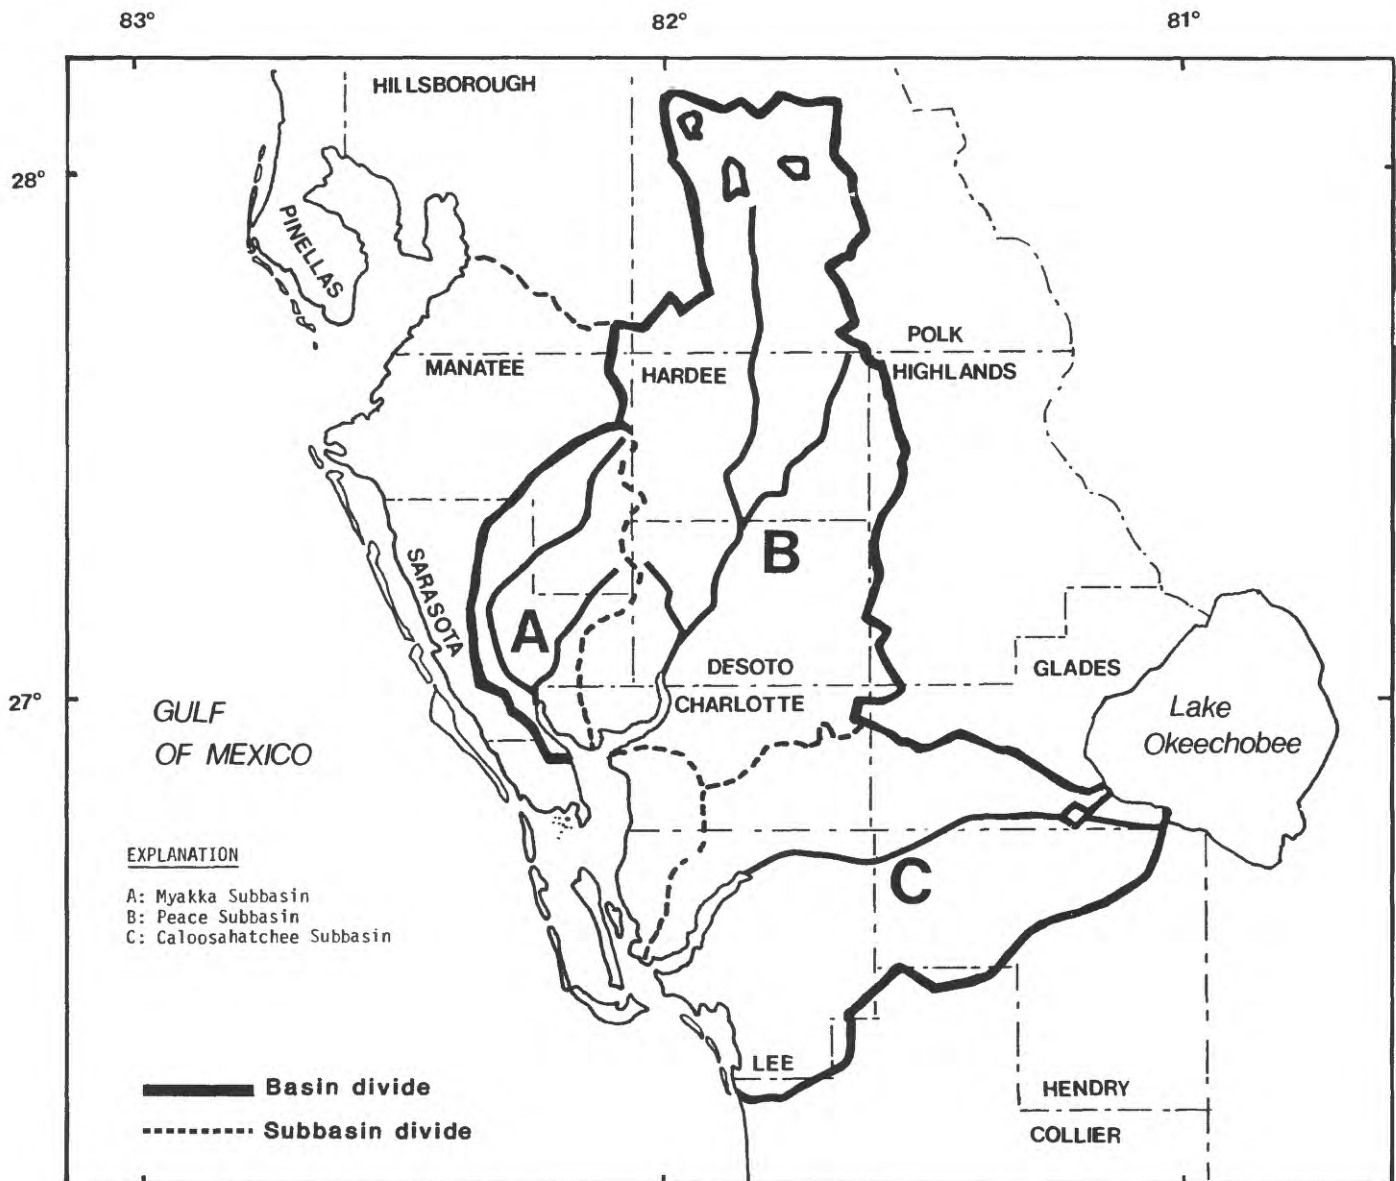 83°
82°
81°
HILLSBOROUGH
28°
PINELLAS
POLK
MANATEE
HARDEE
HIGHLANDS
B
SARASOTA
A
DESOTO
GLADES
27°
CHARLOTTE
GULF
OF MEXICO
Lake
Okeechobee
EXPLANATION
A: Myakka Subbasin
B: Peace Subbasin
C: Caloosahatchee Subbasin
C
LEE
Basin divide
HENDRY
Subbasin divide
COLLIER